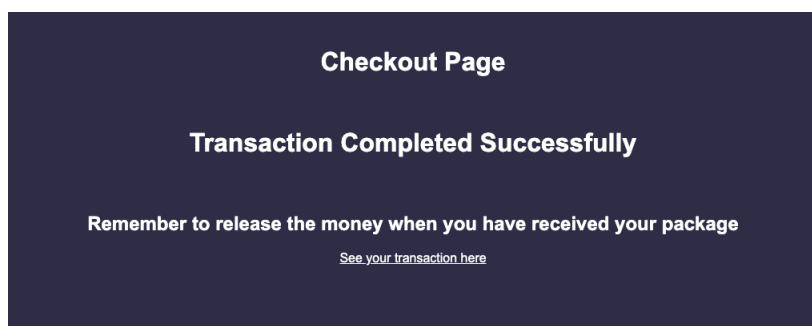 Checkout Page
Transaction Completed Successfully
Remember to release the money when you have received your package
See your transaction here